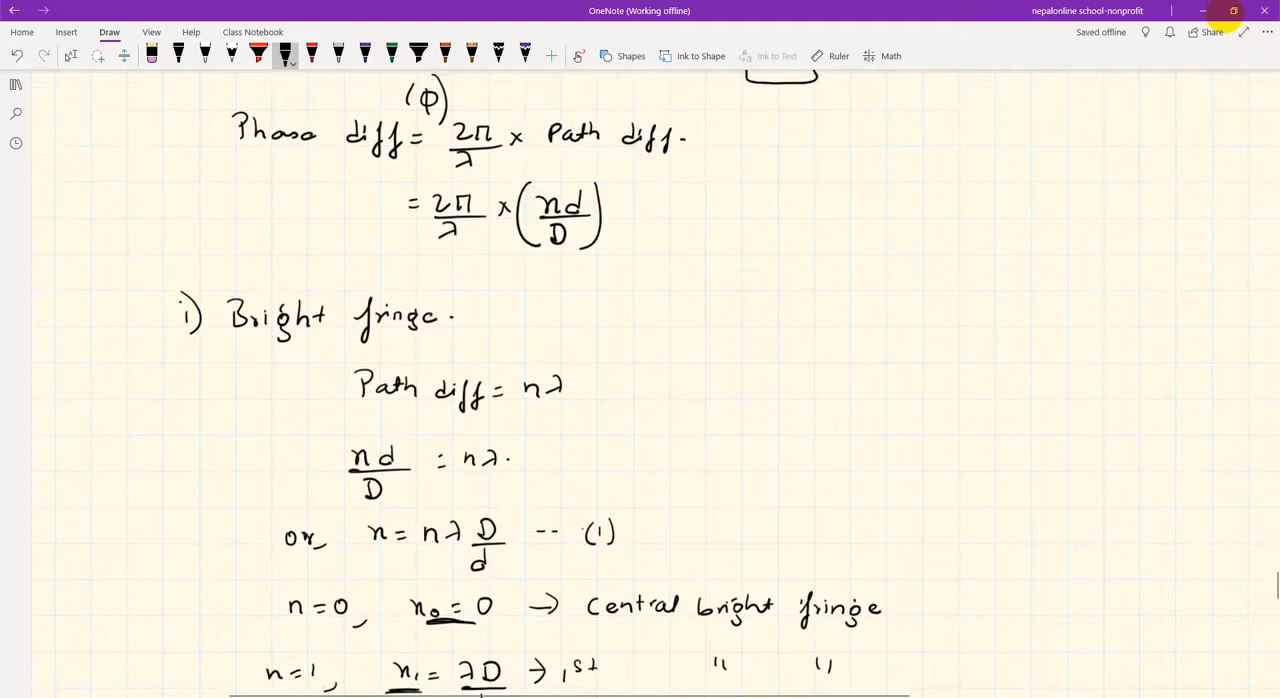 OneNote (Working offline)
nepalonline school-nonprofit
Home Insert Draw View Help Class Notebook
Saved offline
Share
Shapes Ink to Shape Ink to Text Ruler Math
(Φ)
Phase diff = 2π/λ × Path diff.
= 2π/λ × (xd/D)
i) Bright fringe.
Path diff = nλ
xd/D = nλ.
or, x = nλ D/d -- (1)
n=0, x₀ = 0 → Central bright fringe
n=1, x₁ = λD → 1st " "